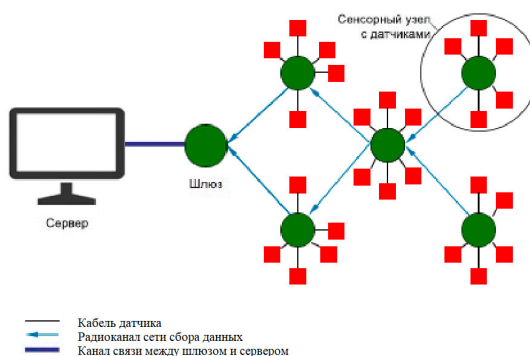 Сенсорный узел
с датчиками
Шлюз
Сервер
Кабель датчика
Радиоканал сети сбора данных
Канал связи между шлюзом и сервером